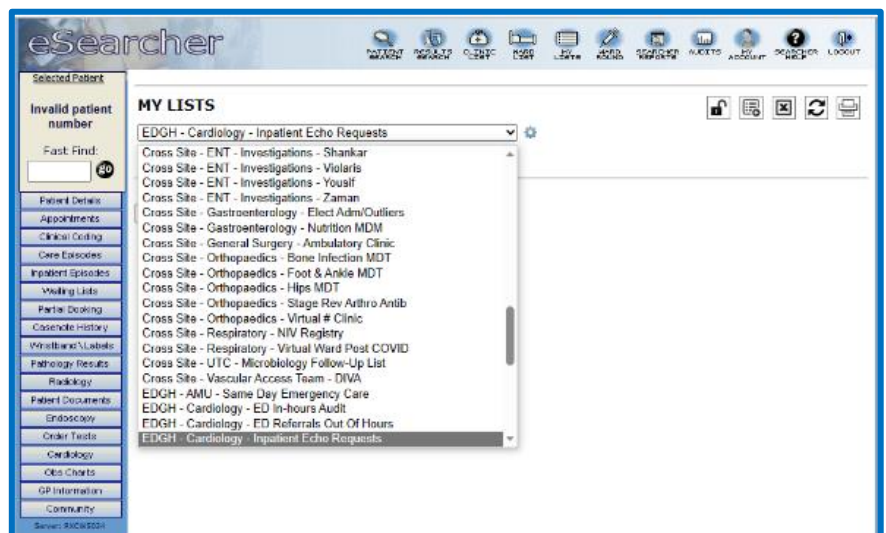 eSearcher
PATIENT SEARCH
RESULTS SEARCH
CLINIC LIST
WARD LIST
MY LISTS
WARD ROUND
SEARCHER REPORTS
AUDITS
MY ACCOUNT
SEARCHER HELP
LOGOUT
Selected Patient
Invalid patient
number
Fast Find:
go
Patient Details
Appointments
Clinical Coding
Care Episodes
Inpatient Episodes
Waiting Lists
Partial Booking
Casenote History
Wristband\Labels
Pathology Results
Radiology
Patient Documents
Endoscopy
Order Tests
Cardiology
Obs Charts
GP Information
Community
MY LISTS
EDGH - Cardiology - Inpatient Echo Requests
Cross Site - ENT - Investigations - Shankar
Cross Site - ENT - Investigations - Violaris
Cross Site - ENT - Investigations - Yousif
Cross Site - ENT - Investigations - Zaman
Cross Site - Gastroenterology - Elect Adm/Outliers
Cross Site - Gastroenterology - Nutrition MDM
Cross Site - General Surgery - Ambulatory Clinic
Cross Site - Orthopaedics - Bone Infection MDT
Cross Site - Orthopaedics - Foot & Ankle MDT
Cross Site - Orthopaedics - Hips MDT
Cross Site - Orthopaedics - Stage Rev Arthro Antib
Cross Site - Orthopaedics - Virtual # Clinic
Cross Site - Respiratory - NIV Registry
Cross Site - Respiratory - Virtual Ward Post COVID
Cross Site - UTC - Microbiology Follow-Up List
Cross Site - Vascular Access Team - DIVA
EDGH - AMU - Same Day Emergency Care
EDGH - Cardiology - ED In-hours Audit
EDGH - Cardiology - ED Referrals Out Of Hours
EDGH - Cardiology - Inpatient Echo Requests